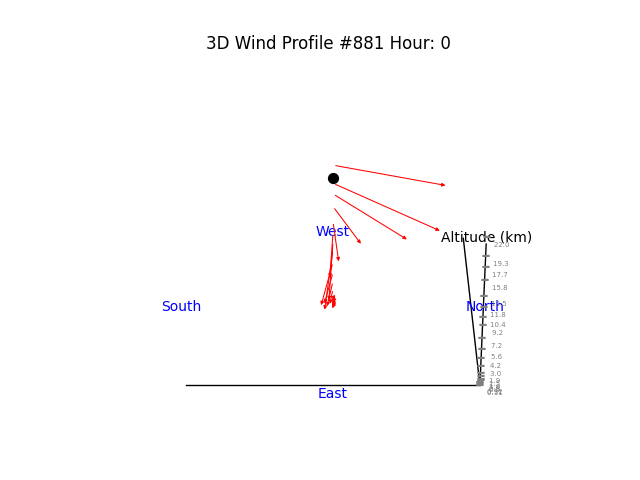 3D Wind Profile #881 Hour: 0
West
Altitude (km)
22.0
19.3
17.7
15.8
South
North
11.8
10.4
9.2
7.2
5.6
4.2
3.0
East